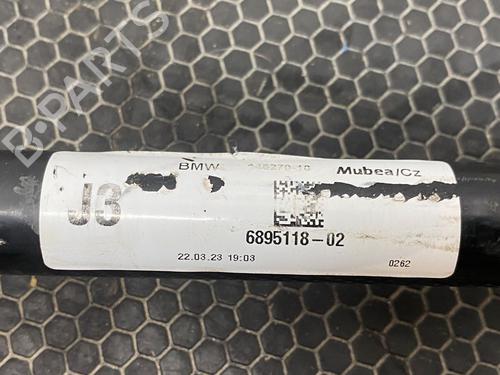 B-PARTS
BMW Mubea/Cz
J3
6895118-02
22.03.23 19:03 0262